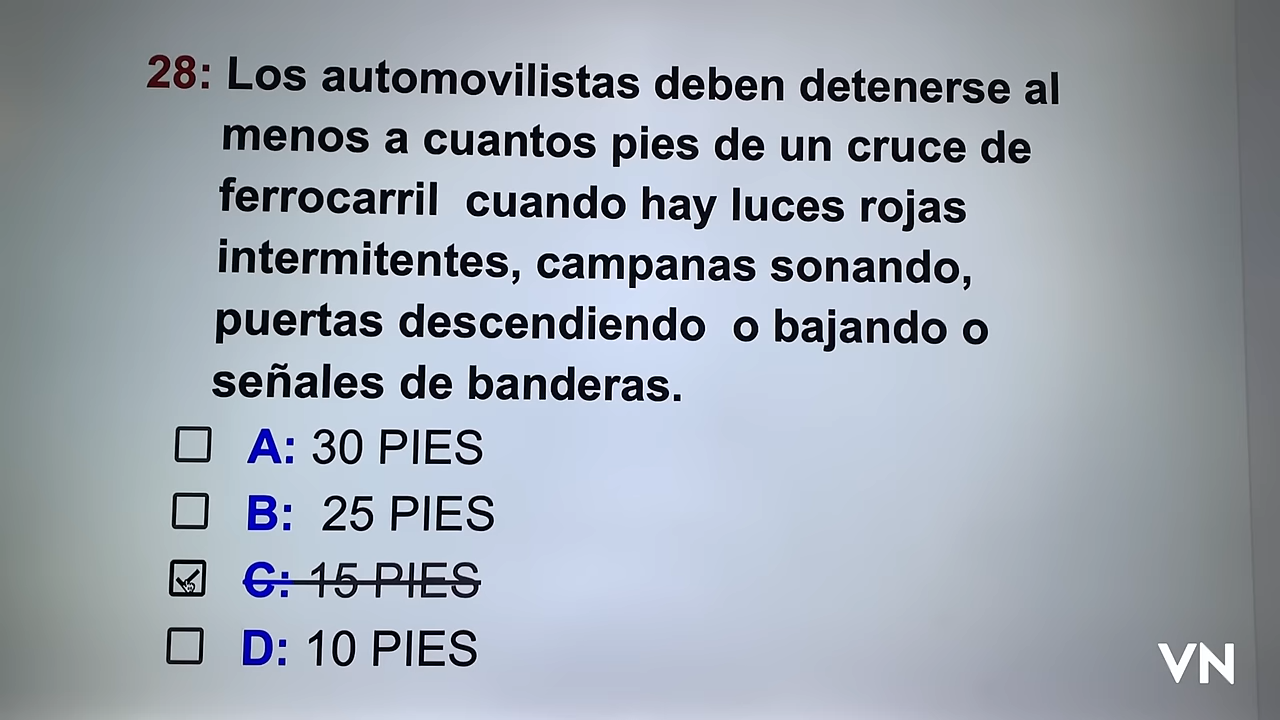 28: Los automovilistas deben detenerse al
menos a cuantos pies de un cruce de
ferrocarril cuando hay luces rojas
intermitentes, campanas sonando,
puertas descendiendo o bajando o
señales de banderas.
A: 30 PIES
B: 25 PIES
C: 15 PIES
D: 10 PIES
VN